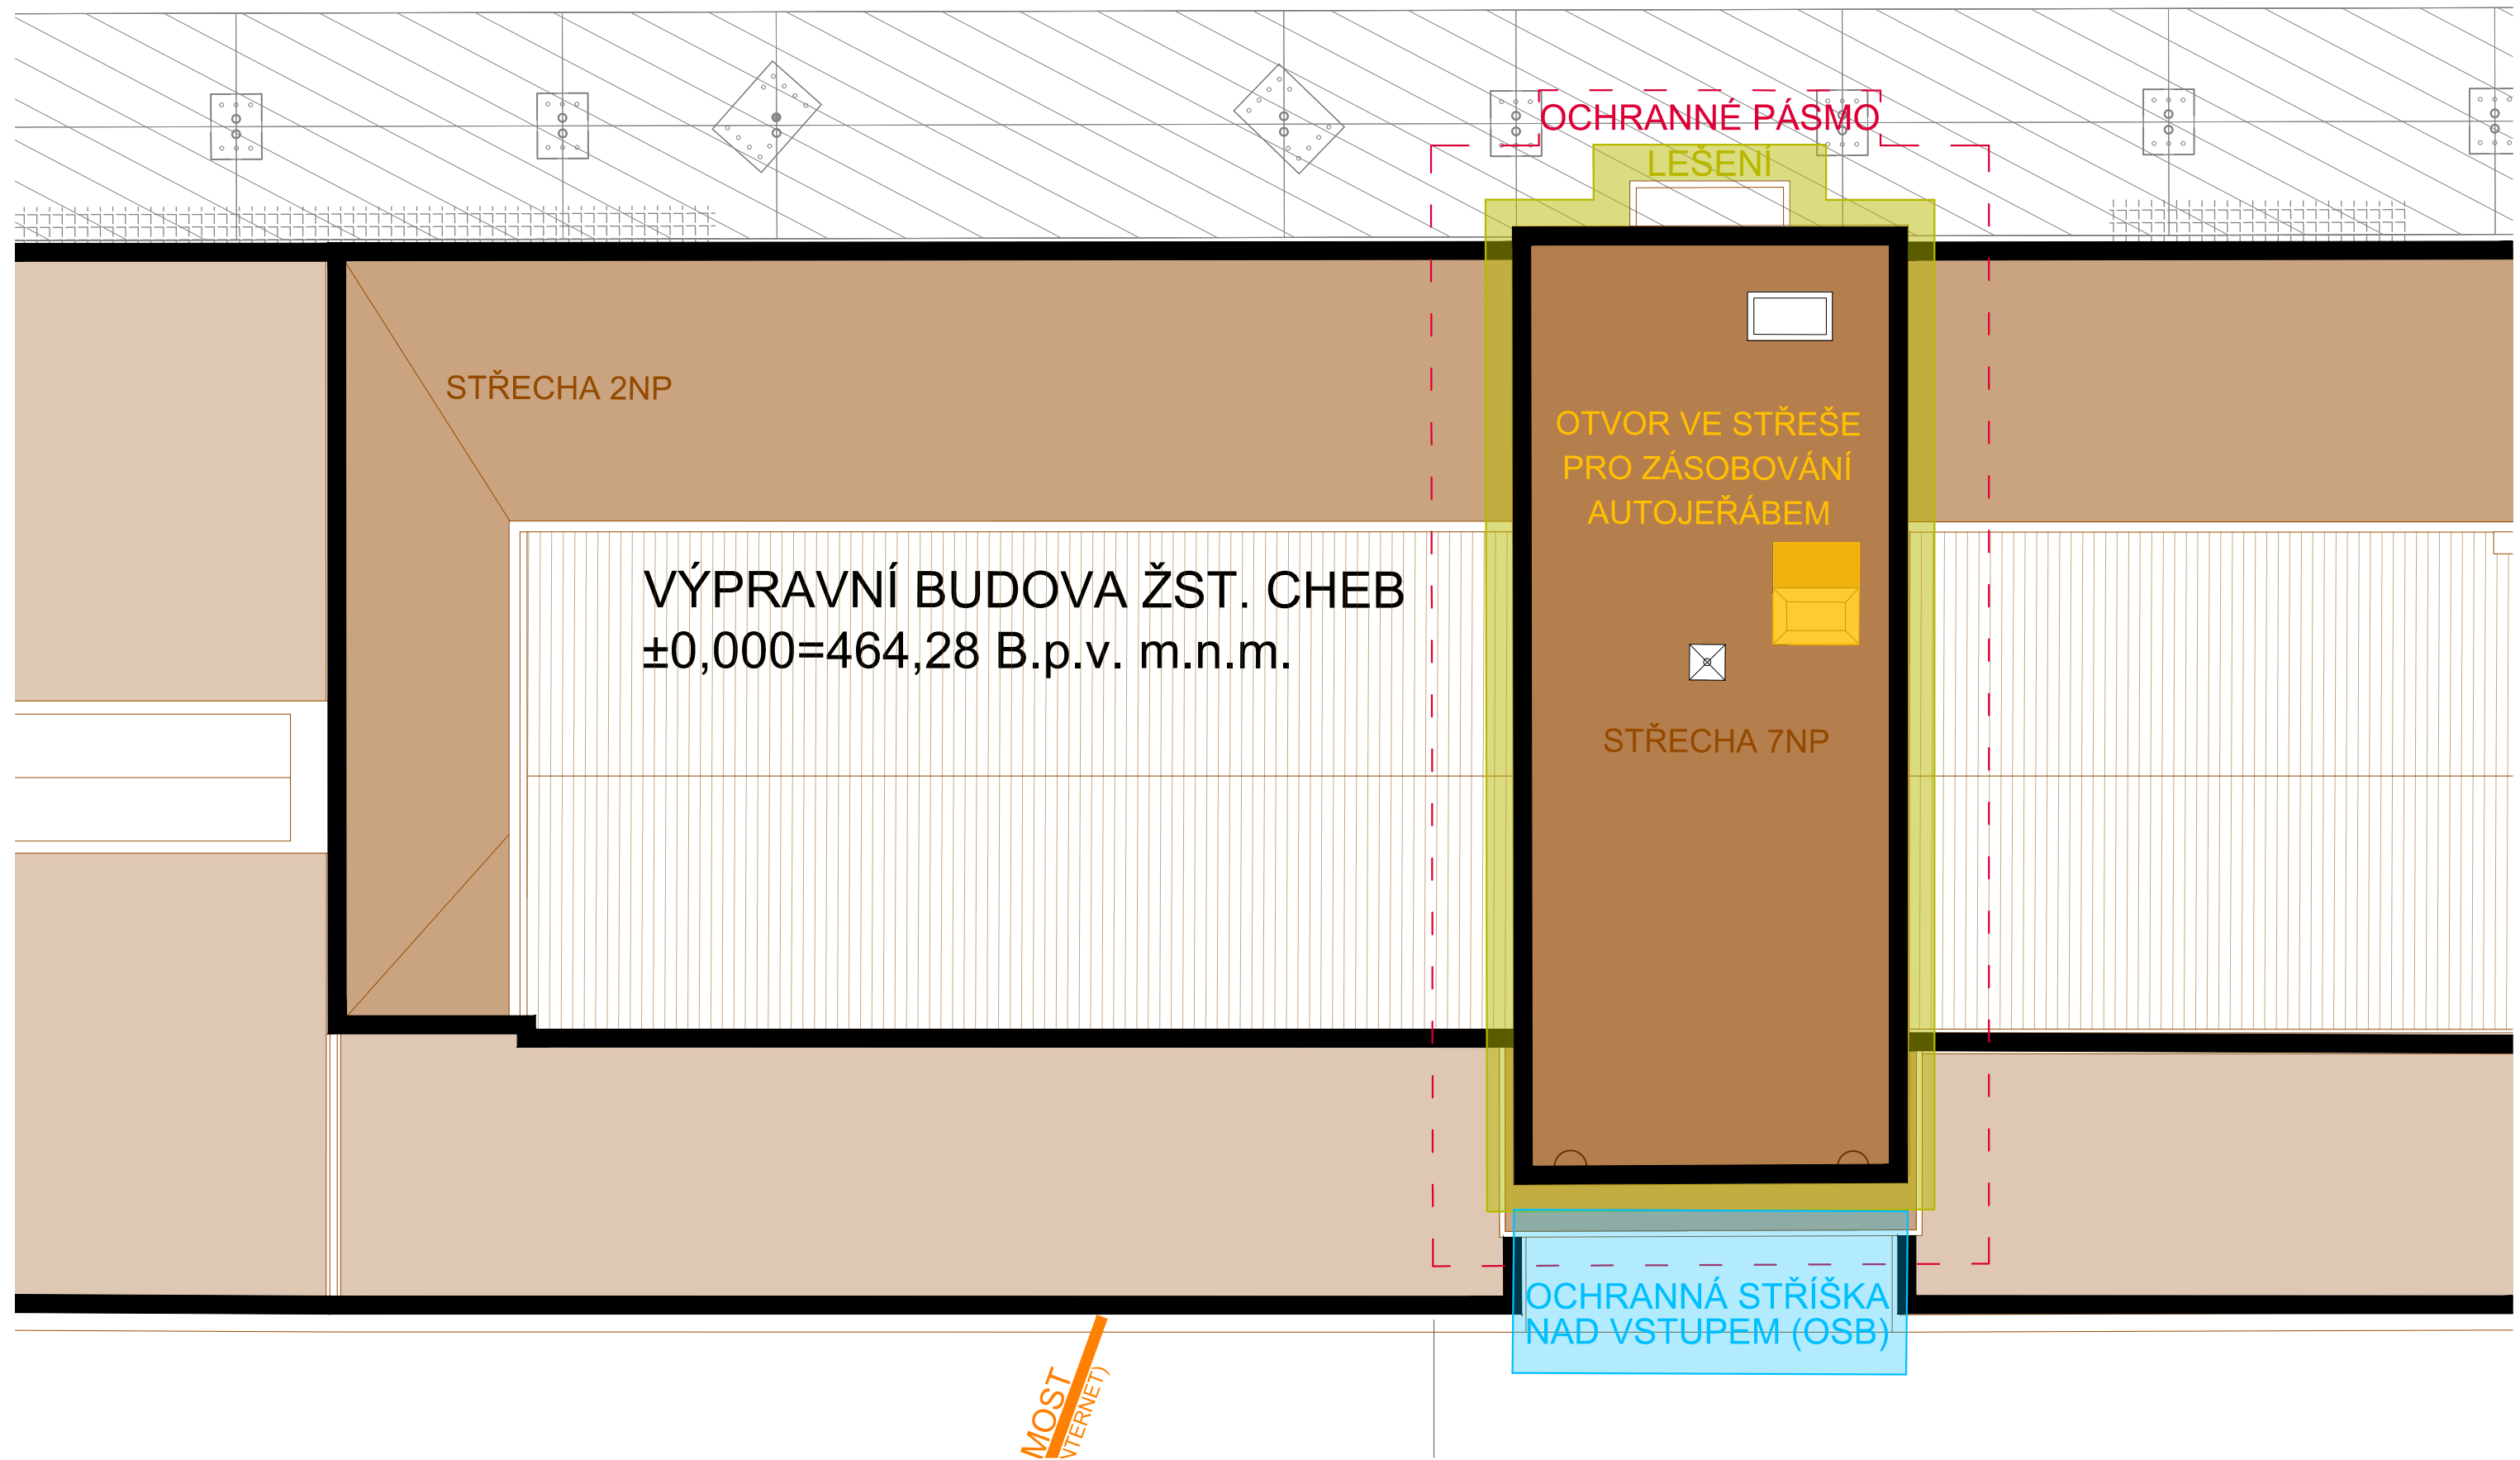 OCHRANNÉ PÁSMO
LEŠENÍ
STŘECHA 2NP
OTVOR VE STŘEŠE
PRO ZÁSOBOVÁNÍ
AUTOJEŘÁBEM
VÝPRAVNÍ BUDOVA ŽST. CHEB
±0,000=464,28 B.p.v. m.n.m.
STŘECHA 7NP
OCHRANNÁ STŘÍŠKA
NAD VSTUPEM (OSB)
MOST
NTERNET)